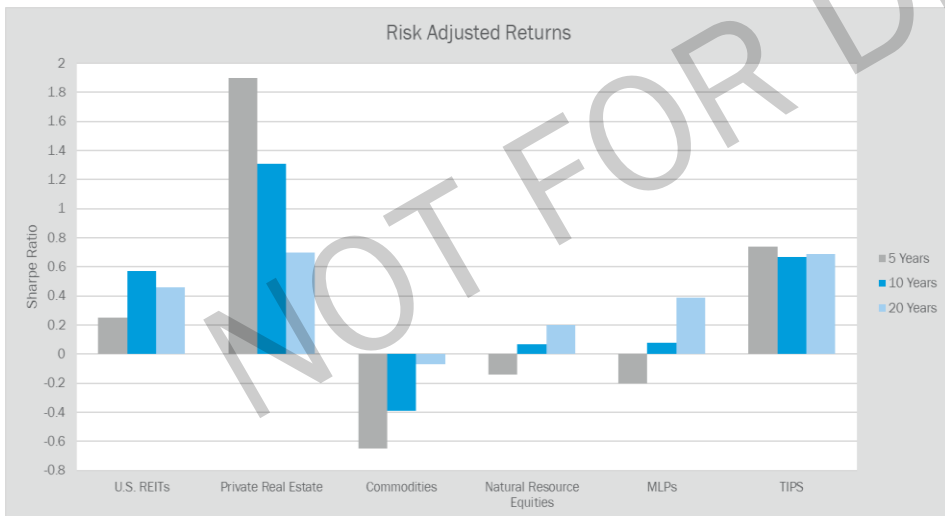 Risk Adjusted Returns
2
1.8
1.6
1.4
1.2
1
0.8
0.6
0.4
0.2
0
-0.2
-0.4
-0.6
-0.8
Sharpe Ratio
U.S. REITs
Private Real Estate
Commodities
Natural Resource
Equities
MLPs
TIPS
5 Years
10 Years
20 Years
NOT FOR D